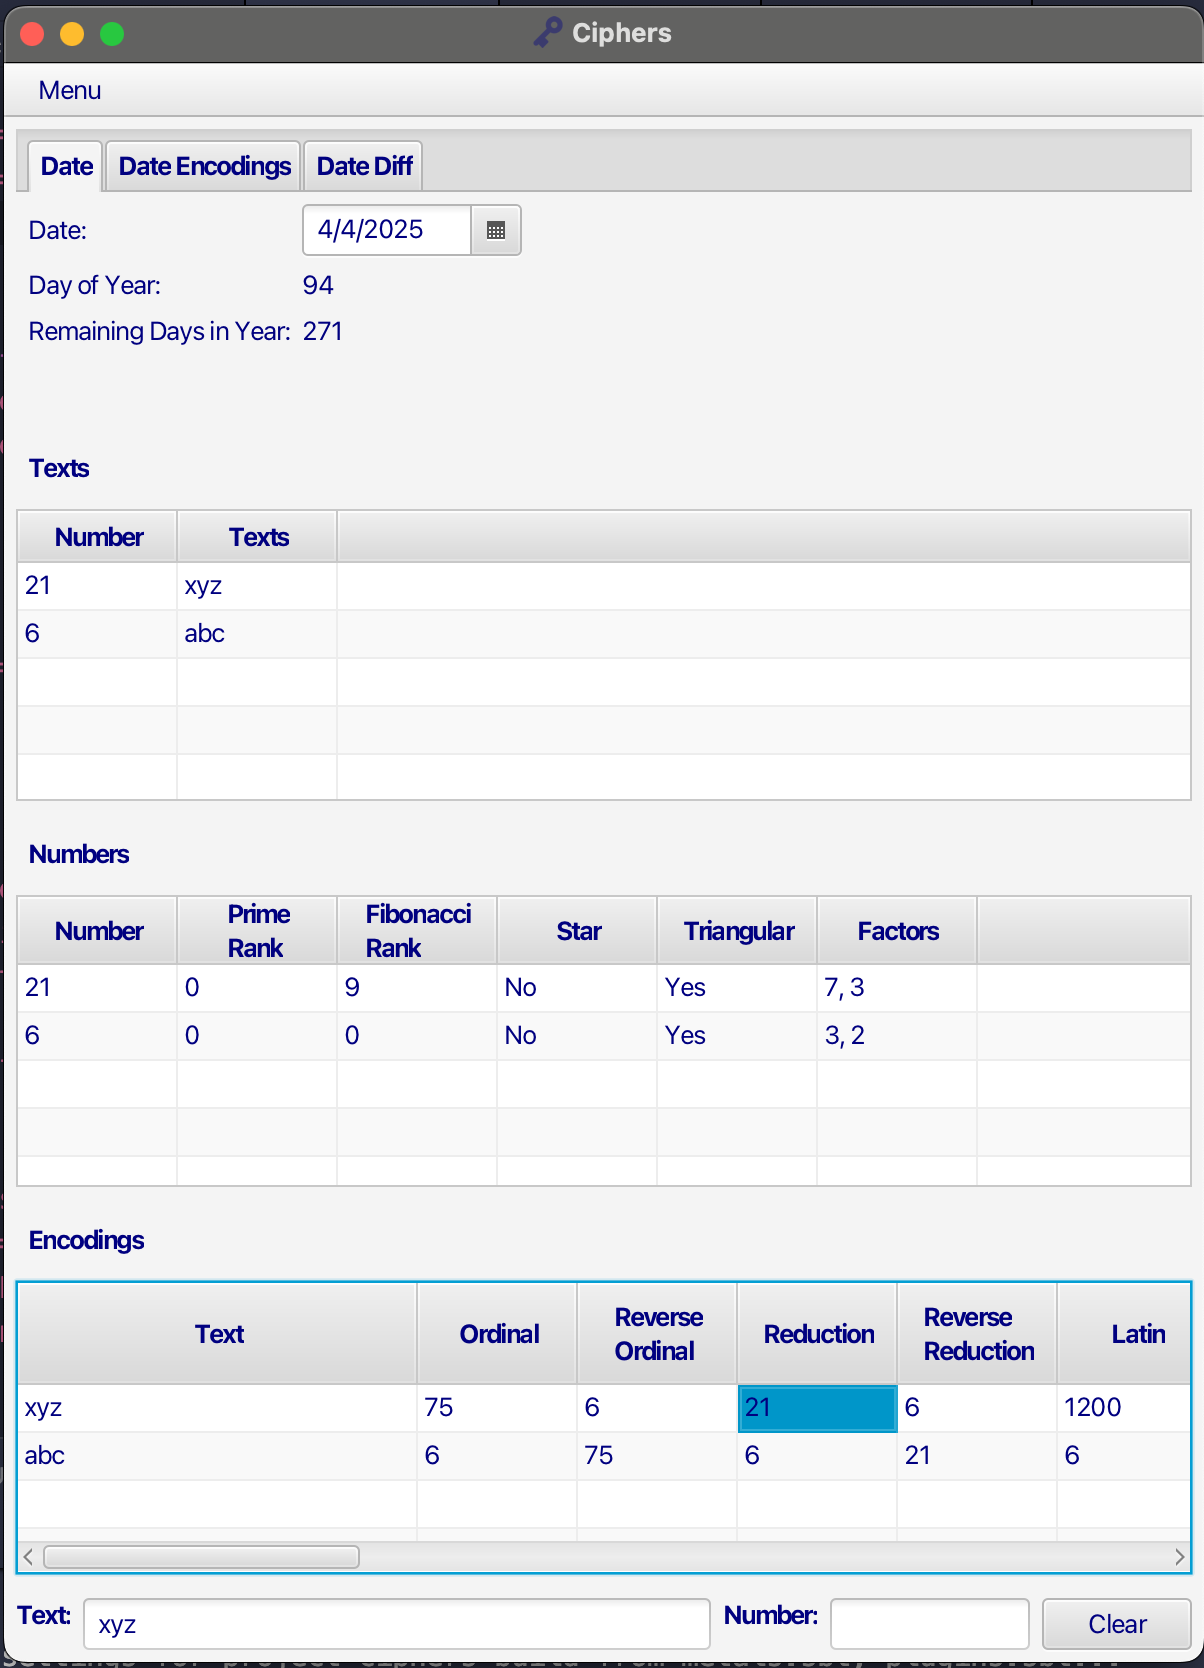 Ciphers
Menu
Date Date Encodings Date Diff
Date: 4/4/2025
Day of Year: 94
Remaining Days in Year: 271
Texts
Number Texts
21 xyz
6 abc
Numbers
Number Prime Rank Fibonacci Rank Star Triangular Factors
21 0 9 No Yes 7, 3
6 0 0 No Yes 3, 2
Encodings
Text Ordinal Reverse Ordinal Reduction Reverse Reduction Latin
xyz 75 6 21 6 1200
abc 6 75 6 21 6
Text: xyz Number: Clear